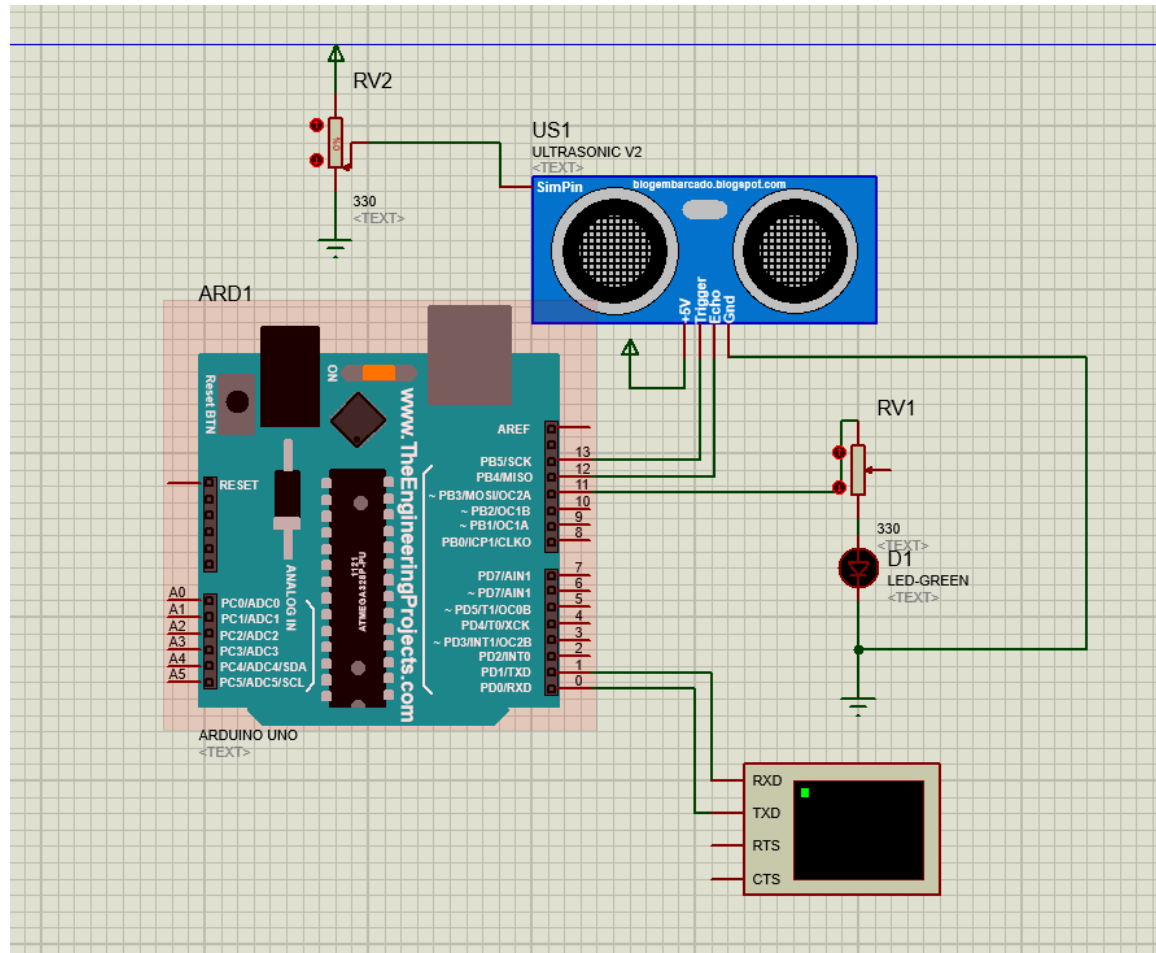 RV2
0%
330
<TEXT>
US1
ULTRASONIC V2
<TEXT>
SimPin
blogembarcado.blogspot.com
+5V
Trigger
Echo
Gnd
ARD1
Reset BTN
ON
www.TheEngineeringProjects.com
AREF
RESET
PB5/SCK 13
PB4/MISO 12
~ PB3/MOSI/OC2A 11
~ PB2/OC1B 10
~ PB1/OC1A 9
PB0/ICP1/CLKO 8
1121
ATMEGA328P-PU
ANALOG IN
PD7/AIN1 7
~ PD7/AIN1 6
~ PD5/T1/OC0B 5
PD4/T0/XCK 4
~ PD3/INT1/OC2B 3
PD2/INT0 2
PD1/TXD 1
PD0/RXD 0
A0 PC0/ADC0
A1 PC1/ADC1
A2 PC2/ADC2
A3 PC3/ADC3
A4 PC4/ADC4/SDA
A5 PC5/ADC5/SCL
ARDUINO UNO
<TEXT>
RV1
330
<TEXT>
D1
LED-GREEN
<TEXT>
RXD
TXD
RTS
CTS